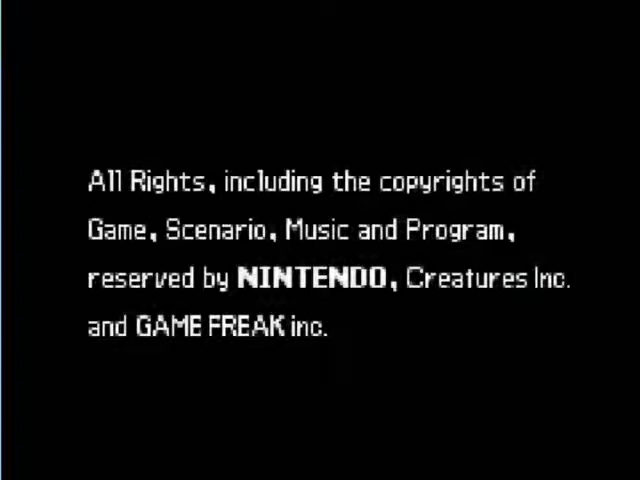 All Rights, including the copyrights of
Game, Scenario, Music and Program,
reserved by NINTENDO, Creatures Inc.
and GAME FREAK inc.